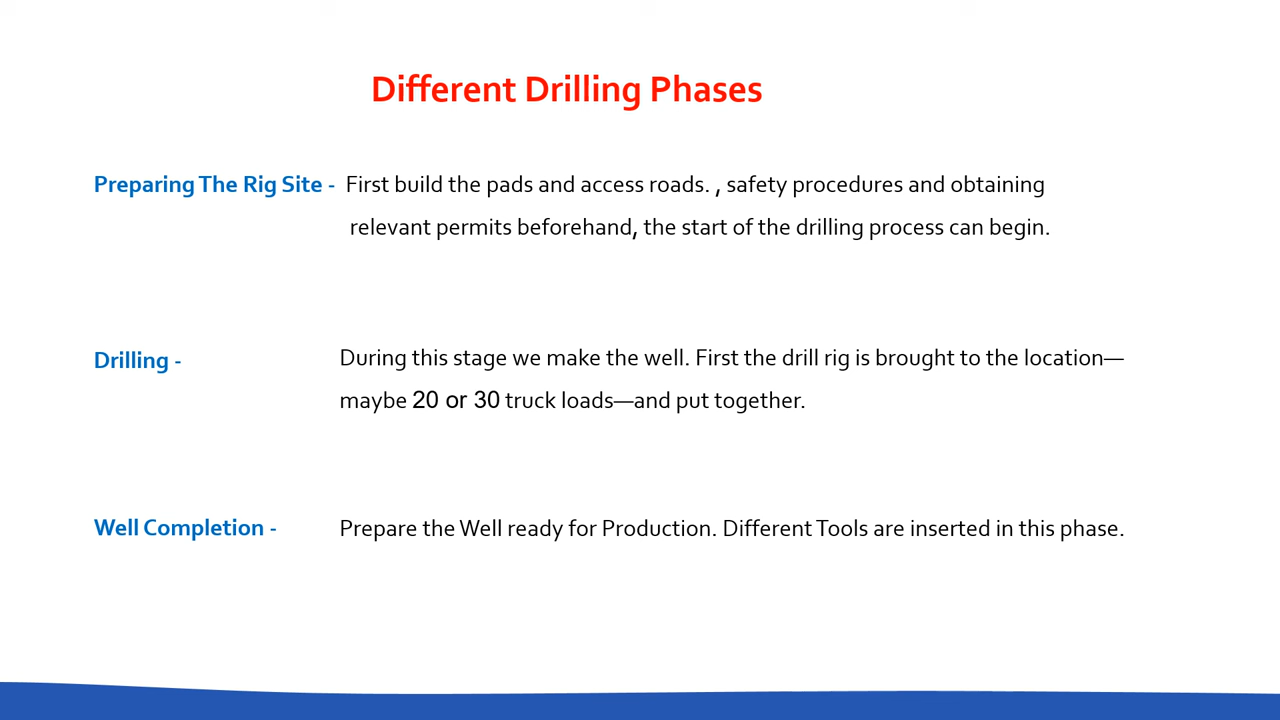 Different Drilling Phases
Preparing The Rig Site - First build the pads and access roads. , safety procedures and obtaining
relevant permits beforehand, the start of the drilling process can begin.
Drilling - During this stage we make the well. First the drill rig is brought to the location—
maybe 20 or 30 truck loads—and put together.
Well Completion - Prepare the Well ready for Production. Different Tools are inserted in this phase.